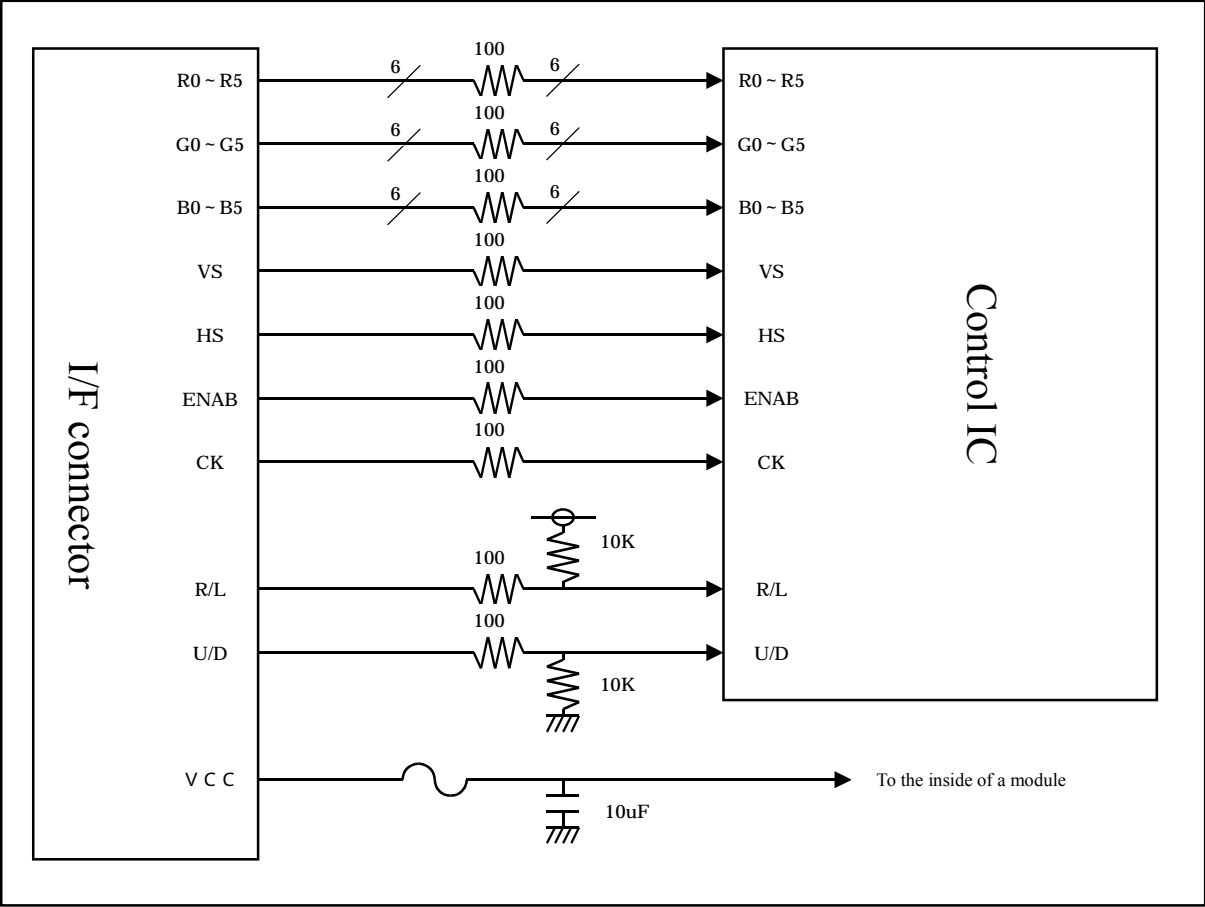 100
R0 ~ R5 6 6 R0 ~ R5
100
G0 ~ G5 6 6 G0 ~ G5
100
B0 ~ B5 6 6 B0 ~ B5
100
VS VS
100
HS HS
100
ENAB ENAB
100
CK CK
I/F connector
Control IC
10K
100
R/L R/L
100
U/D U/D
10K
VCC To the inside of a module
10uF